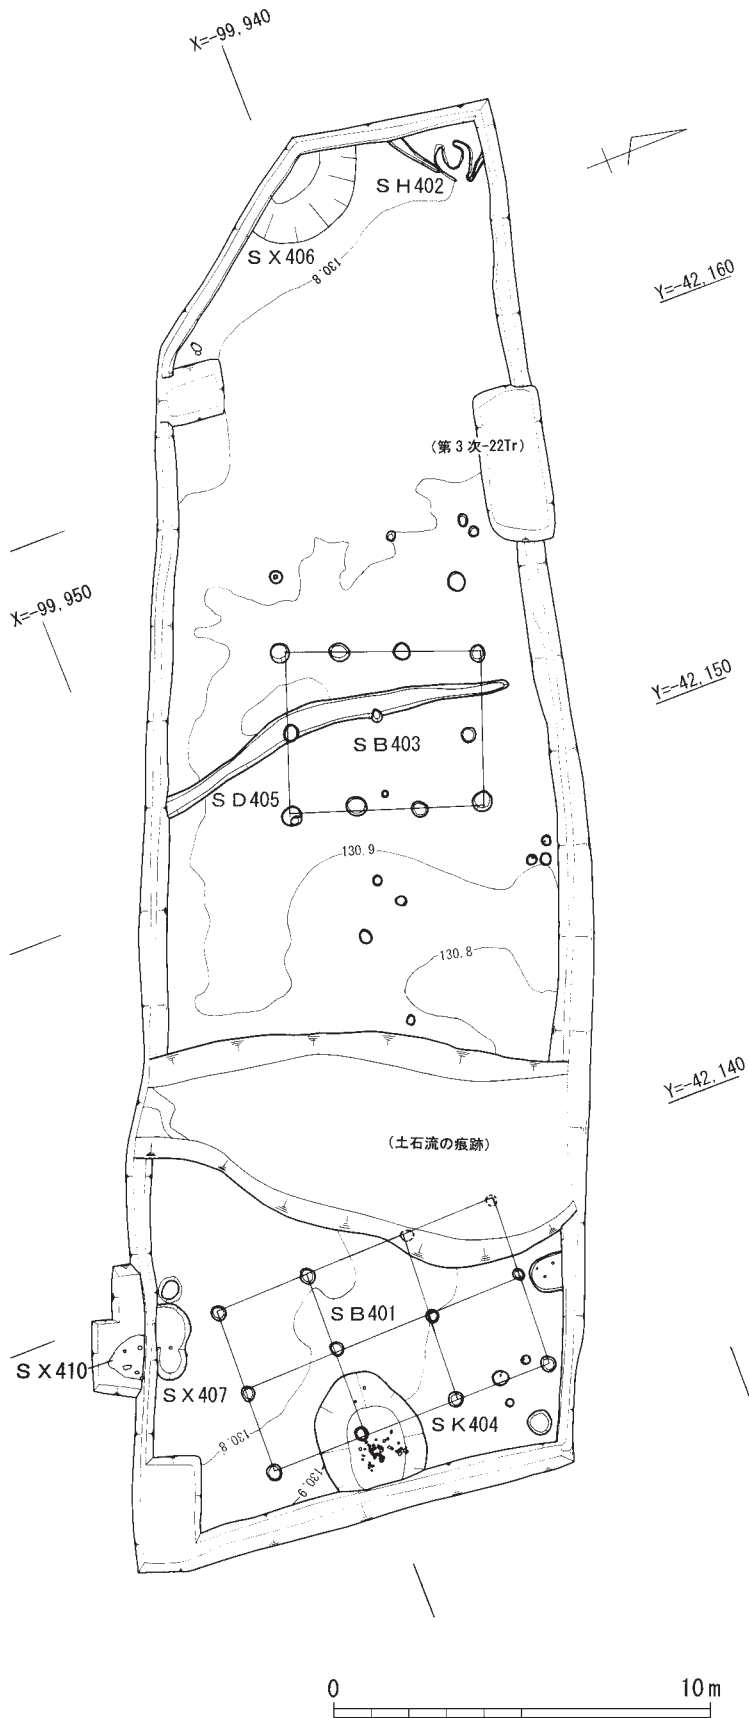 X=-99,940
SH402
SX406
130.8
Y=-42,160
(第3次-22Tr)
X=-99,950
Y=-42,150
SB403
SD405
130.9
130.8
Y=-42,140
(土石流の痕跡)
SB401
SX410
SX407
SK404
130.8
130.9
0 10m